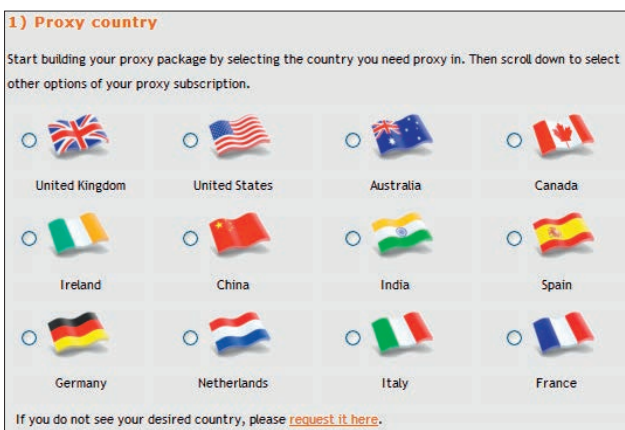 1) Proxy country
Start building your proxy package by selecting the country you need proxy in. Then scroll down to select
other options of your proxy subscription.
United Kingdom United States Australia Canada
Ireland China India Spain
Germany Netherlands Italy France
If you do not see your desired country, please request it here.